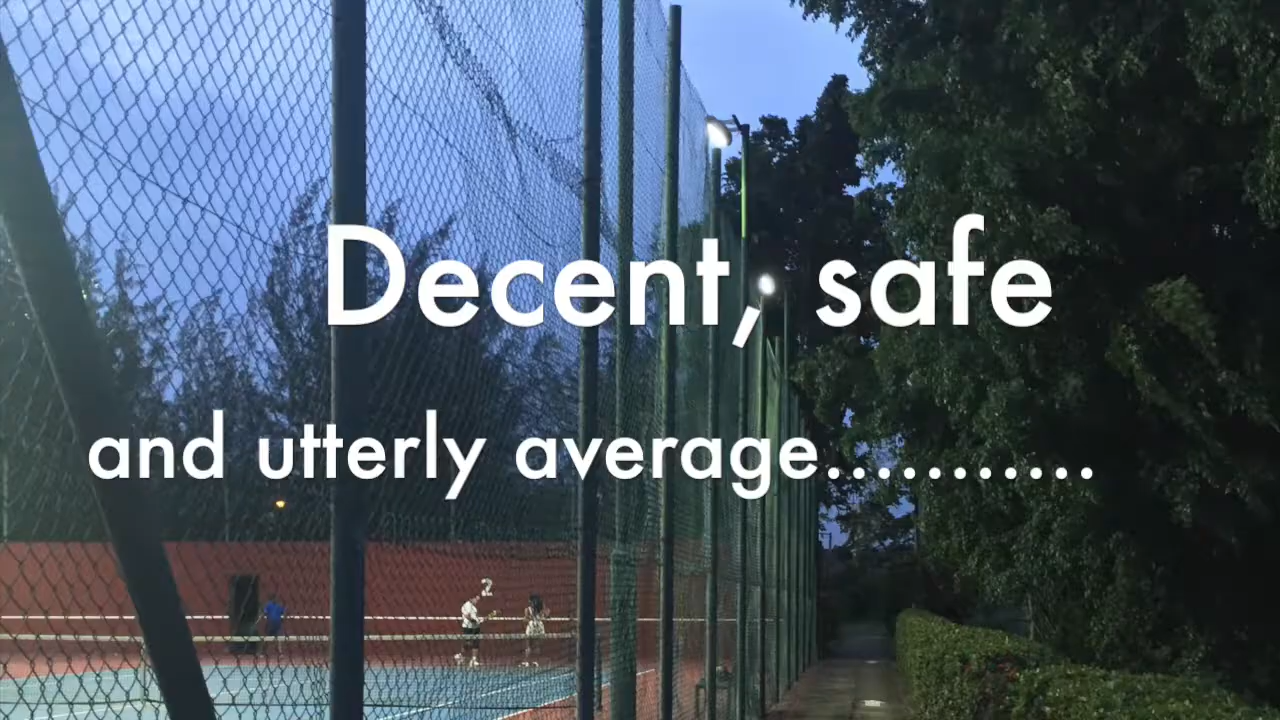 Decent, safe
and utterly average...........